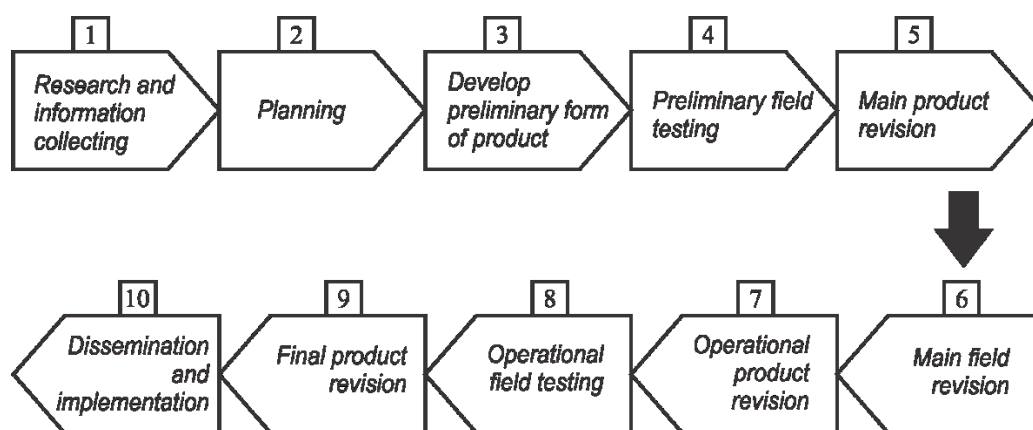 1
Research and
information
collecting
2
Planning
3
Develop
preliminary form
of product
4
Preliminary field
testing
5
Main product
revision
6
Main field
revision
7
Operational
product
revision
8
Operational
field testing
9
Final product
revision
10
Dissemination
and
implementation